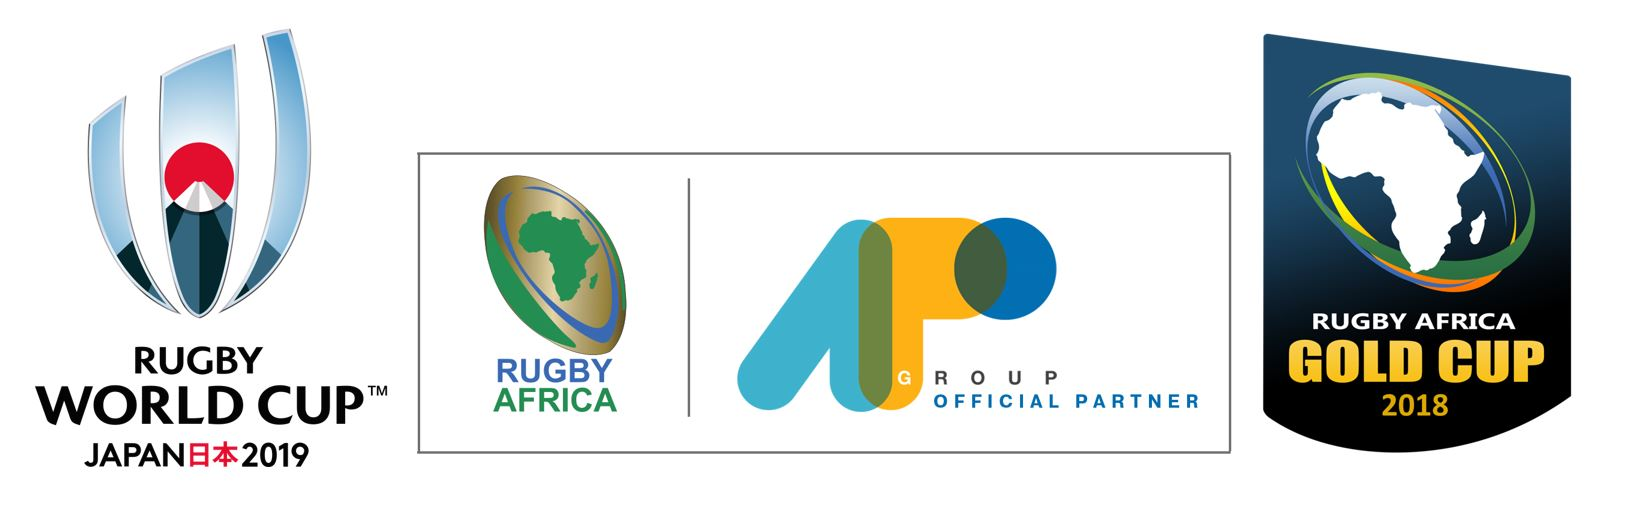 RUGBY
WORLD CUP™
JAPAN日本2019
RUGBY
AFRICA
APO
GROUP
OFFICIAL PARTNER
RUGBY AFRICA
GOLD CUP
2018